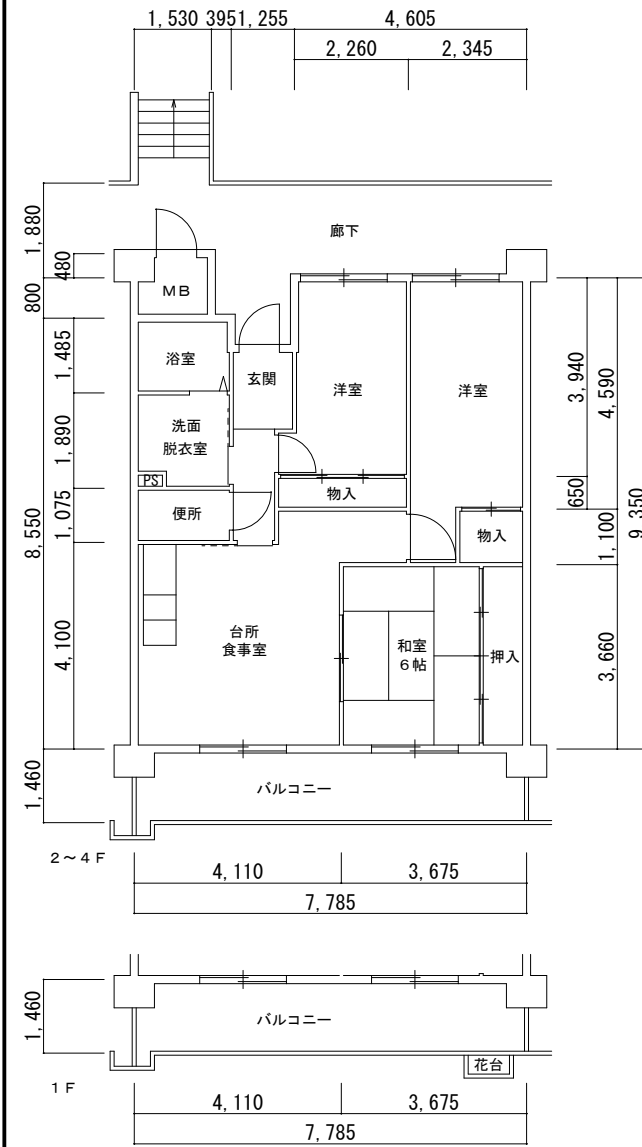 1,530 395 1,255 4,605
2,260 2,345
1,880
480
800
1,485
1,890
1,075
4,100
8,550
1,460
3,940
650
4,590
1,100
3,660
9,350
廊下
MB
浴室
玄関
洋室
洋室
洗面
脱衣室
PS
便所
物入
物入
台所
食事室
和室
6帖
押入
バルコニー
2~4F
4,110 3,675
7,785
1,460
バルコニー
花台
1F
4,110 3,675
7,785